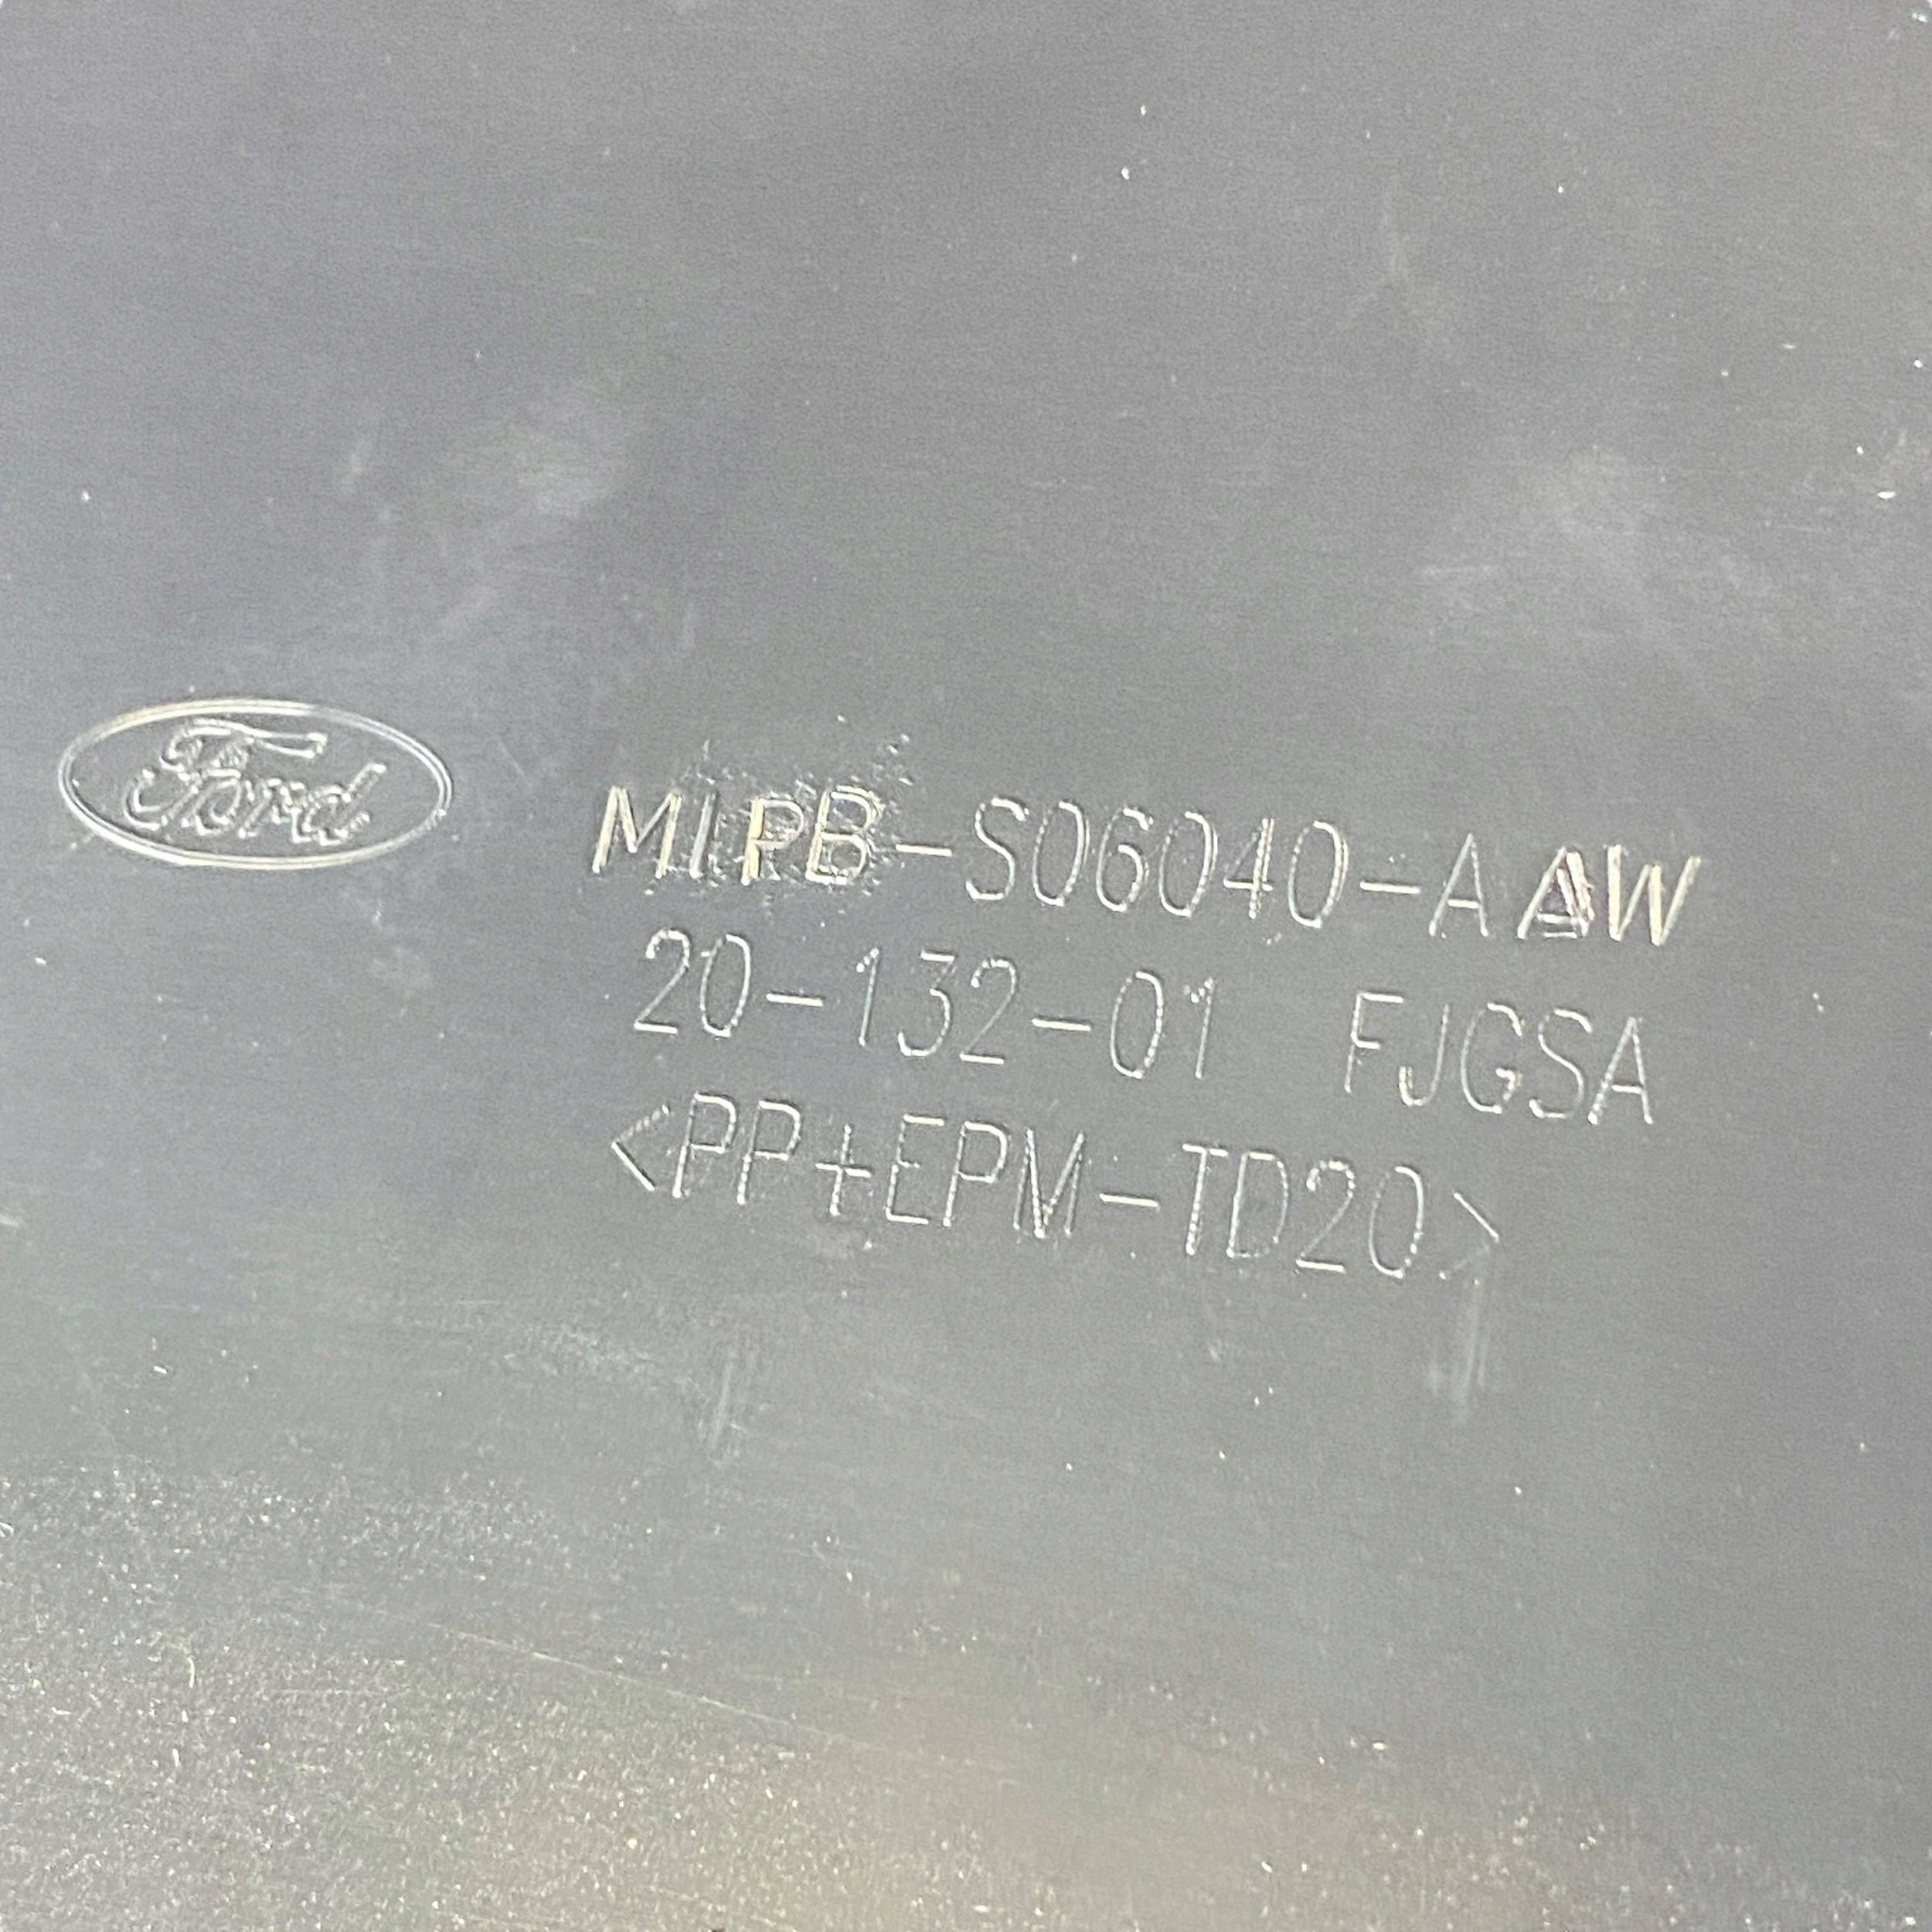 Ford
M1PB-S06040-AAW
20-132-01 FJGSA
<PP+EPM-TD20>